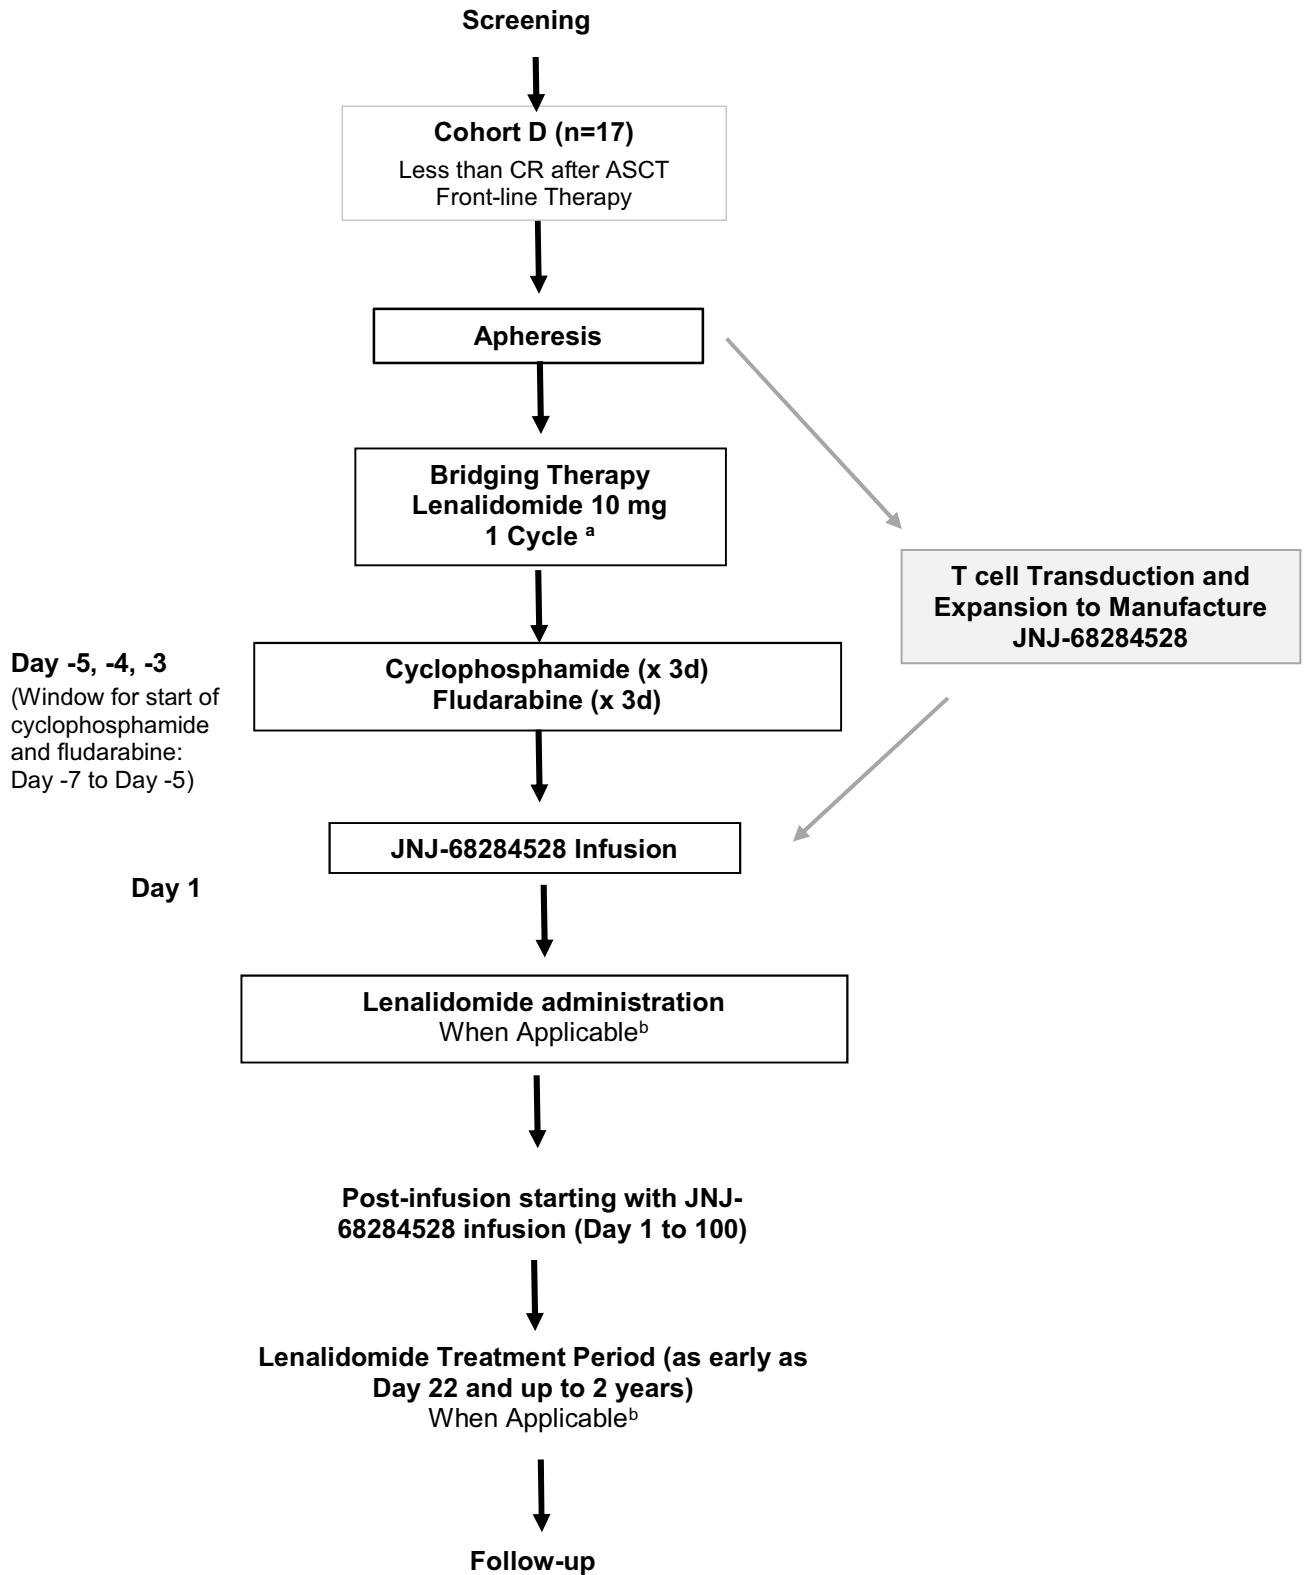 Screening
Cohort D (n=17)
Less than CR after ASCT
Front-line Therapy
Apheresis
Bridging Therapy
Lenalidomide 10 mg
1 Cycle ᵃ
T cell Transduction and
Expansion to Manufacture
JNJ-68284528
Day -5, -4, -3
(Window for start of
cyclophosphamide
and fludarabine:
Day -7 to Day -5)
Cyclophosphamide (x 3d)
Fludarabine (x 3d)
JNJ-68284528 Infusion
Day 1
Lenalidomide administration
When Applicableᵇ
Post-infusion starting with JNJ-
68284528 infusion (Day 1 to 100)
Lenalidomide Treatment Period (as early as
Day 22 and up to 2 years)
When Applicableᵇ
Follow-up